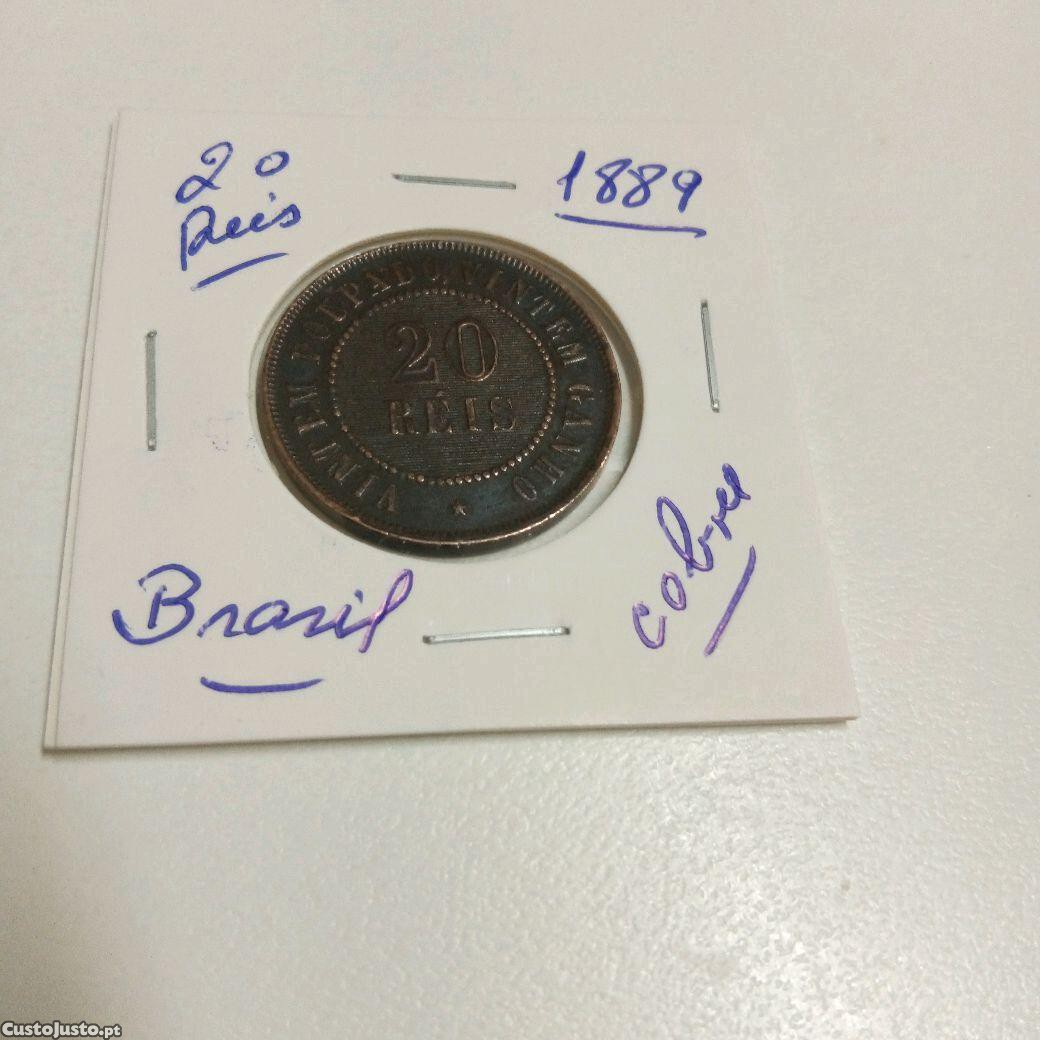 20
Reis
1889
VINTEM POUPADO VINTEM GANHO
20
RÉIS
Brasil
cobre
CustoJusto.pt